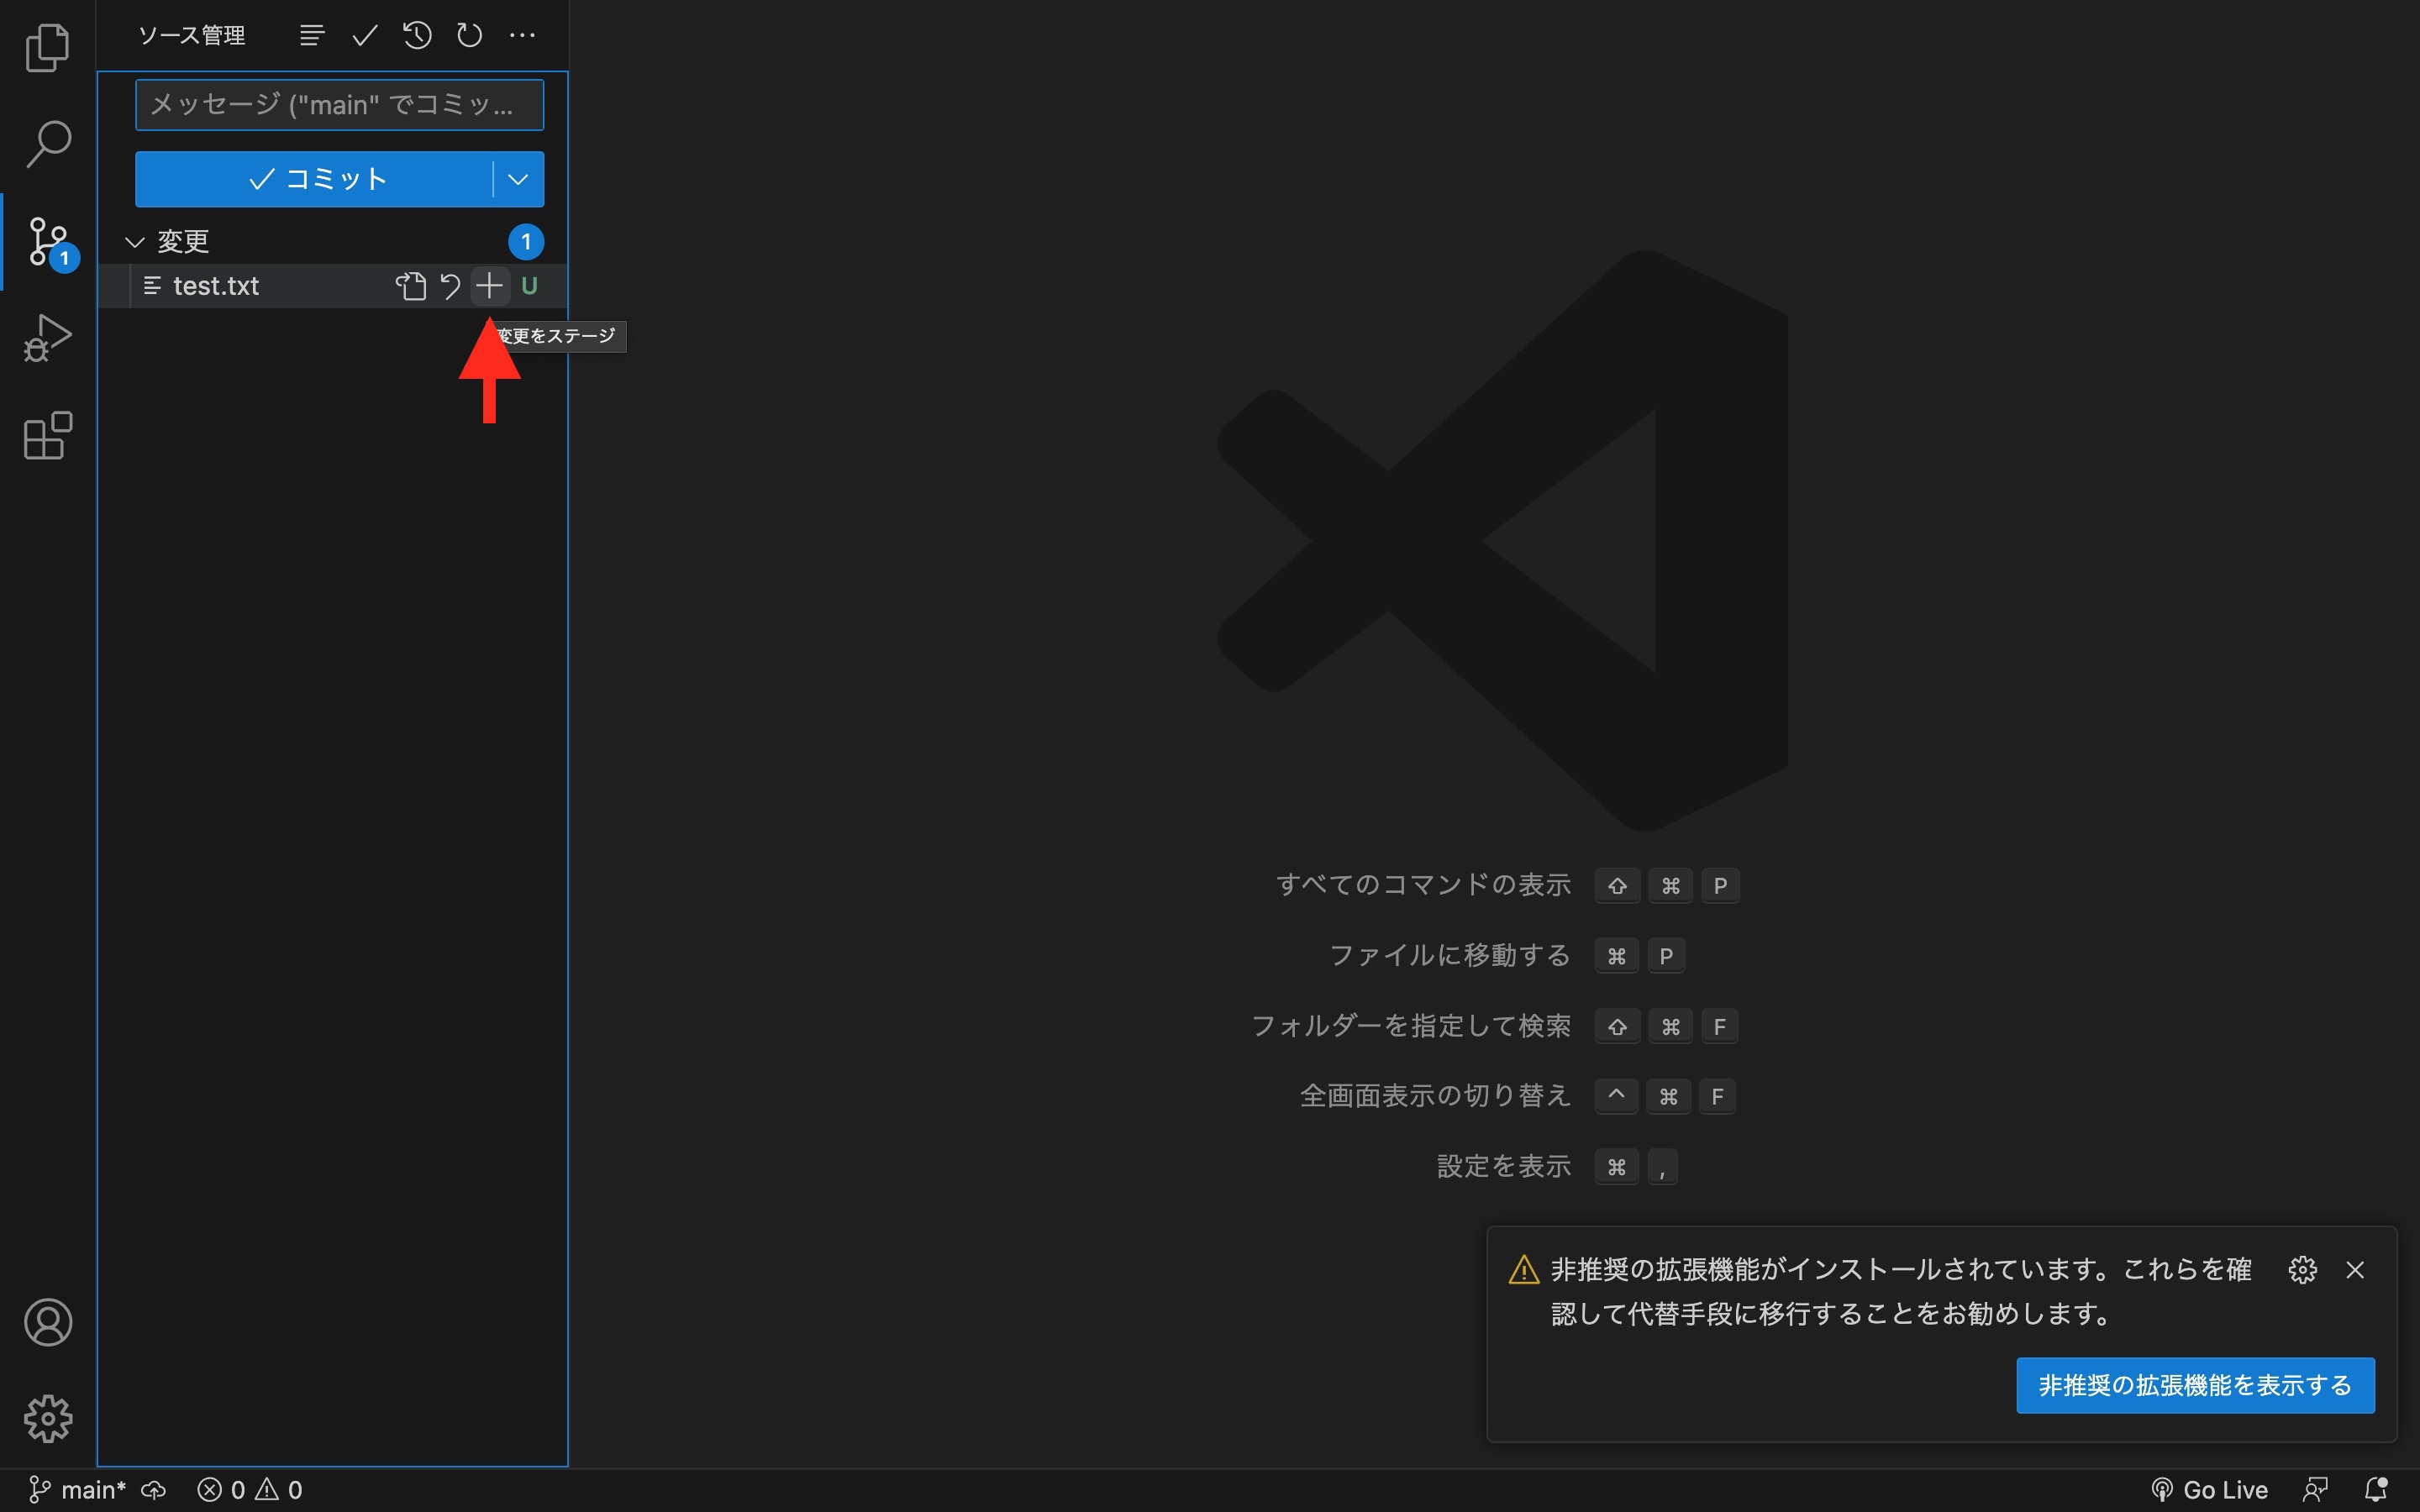 ソース管理
メッセージ ("main" でコミッ...
コミット
1
変更
1
test.txt
U
変更をステージ
すべてのコマンドの表示 ⇧ ⌘ P
ファイルに移動する ⌘ P
フォルダーを指定して検索 ⇧ ⌘ F
全画面表示の切り替え ^ ⌘ F
設定を表示 ⌘ ,
非推奨の拡張機能がインストールされています。これらを確
認して代替手段に移行することをお勧めします。
非推奨の拡張機能を表示する
main* 0 0
Go Live